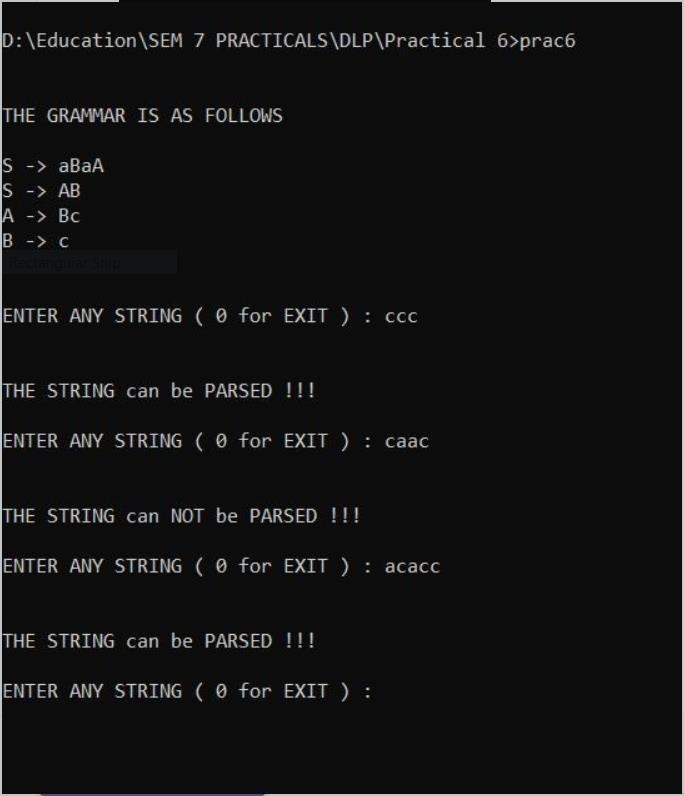 D:\Education\SEM 7 PRACTICALS\DLP\Practical 6>prac6
THE GRAMMAR IS AS FOLLOWS
S -> aBaA
S -> AB
A -> Bc
B -> c
Rectangular Snip
ENTER ANY STRING ( 0 for EXIT ) : ccc
THE STRING can be PARSED !!!
ENTER ANY STRING ( 0 for EXIT ) : caac
THE STRING can NOT be PARSED !!!
ENTER ANY STRING ( 0 for EXIT ) : acacc
THE STRING can be PARSED !!!
ENTER ANY STRING ( 0 for EXIT ) :